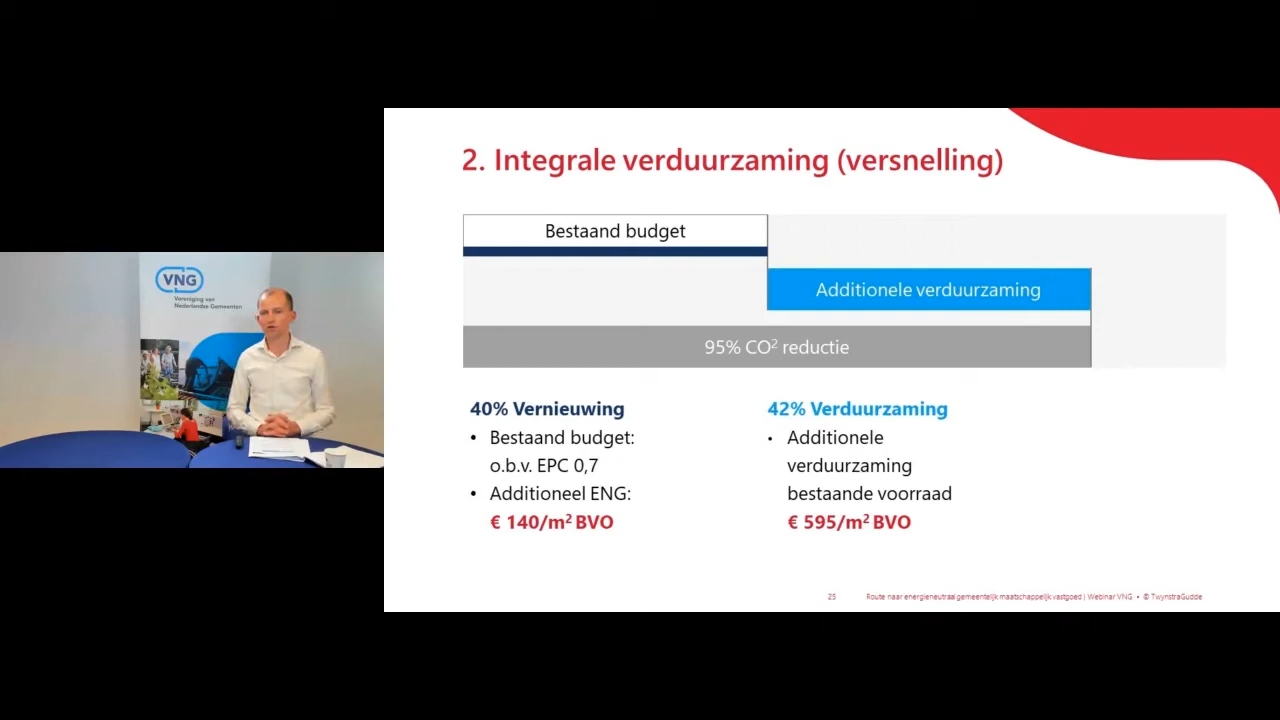 VNG
Vereniging van
Nederlandse Gemeenten
2. Integrale verduurzaming (versnelling)
Bestaand budget
Additionele verduurzaming
95% CO² reductie
40% Vernieuwing
• Bestaand budget:
o.b.v. EPC 0,7
• Additioneel ENG:
€ 140/m² BVO
42% Verduurzaming
• Additionele
verduurzaming
bestaande voorraad
€ 595/m² BVO
25 Route naar energieneutraal gemeentelijk maatschappelijk vastgoed | Webinar VNG • © TwynstraGudde